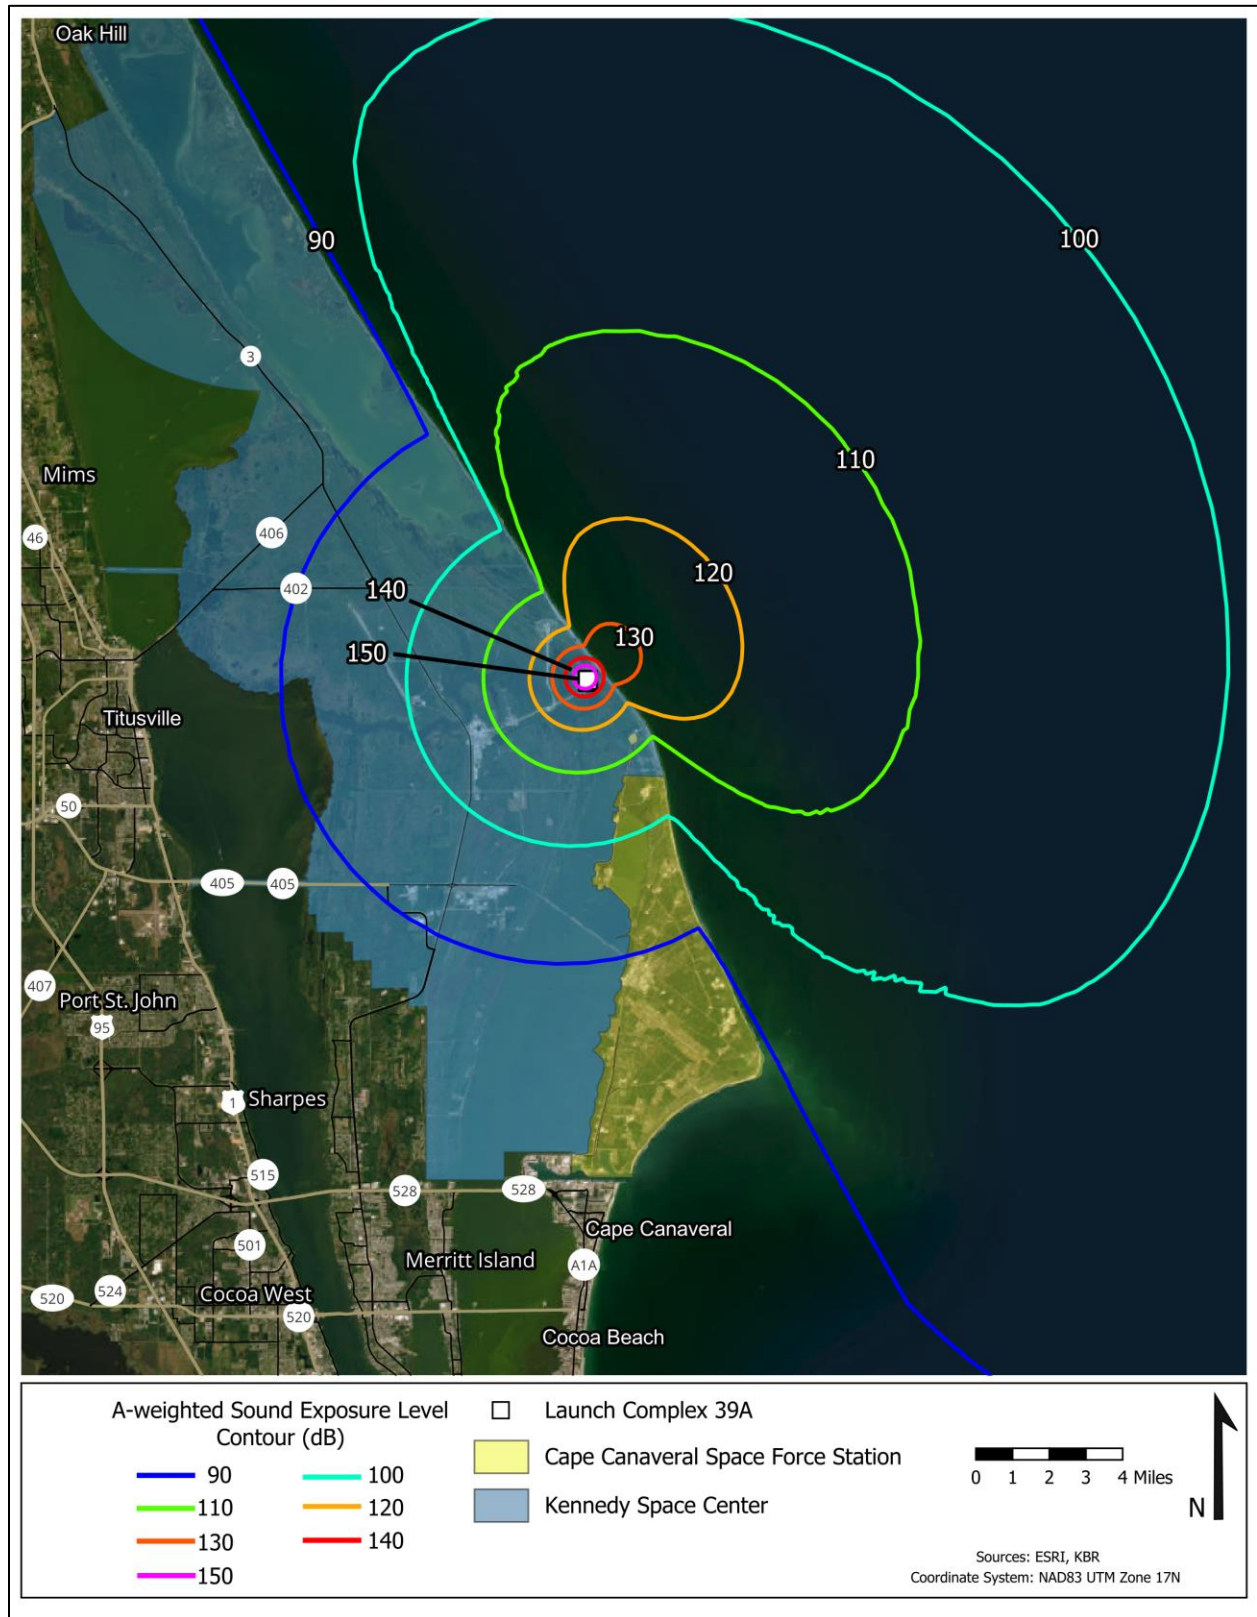 Oak Hill
90
100
3
110
Mims
406
46
120
402
140
130
150
Titusville
50
405
405
407
Port St. John
95
1
Sharpes
515
528
528
Cape Canaveral
501
Merritt Island
A1A
524
520
Cocoa West
520
Cocoa Beach
A-weighted Sound Exposure Level
Contour (dB)
90
100
110
120
130
140
150
Launch Complex 39A
Cape Canaveral Space Force Station
Kennedy Space Center
0 1 2 3 4 Miles
N
Sources: ESRI, KBR
Coordinate System: NAD83 UTM Zone 17N